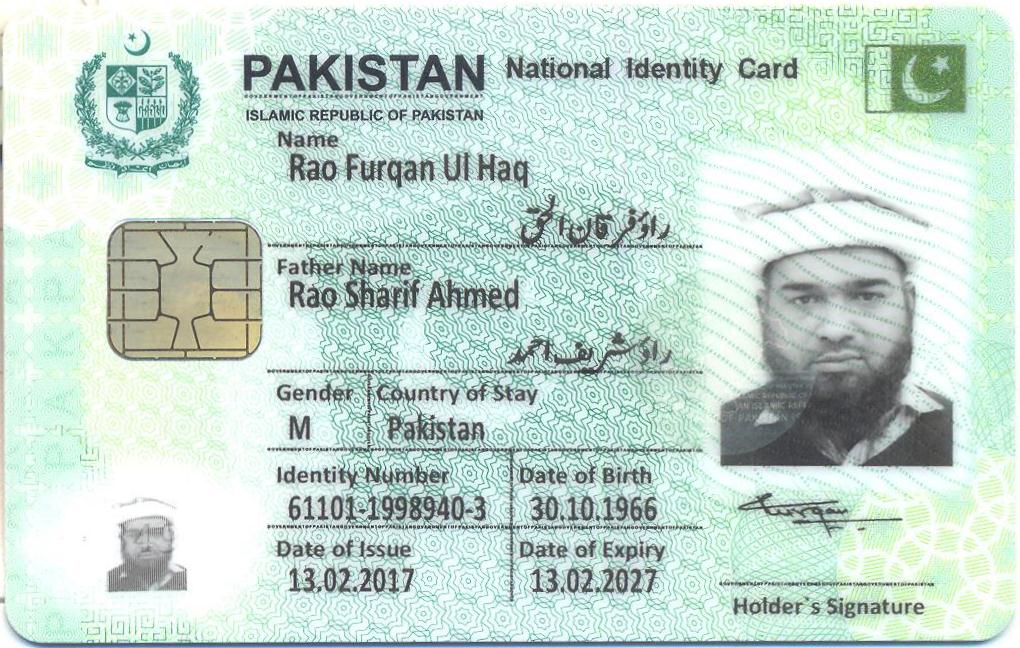 PAKISTAN National Identity Card
ISLAMIC REPUBLIC OF PAKISTAN
Name
Rao Furqan Ul Haq
راؤ فرقان الحق
Father Name
Rao Sharif Ahmed
راؤ شریف احمد
Gender Country of Stay
M Pakistan
Identity Number Date of Birth
61101-1998940-3 30.10.1966
Date of Issue Date of Expiry
13.02.2017 13.02.2027
Furqan
Holder`s Signature